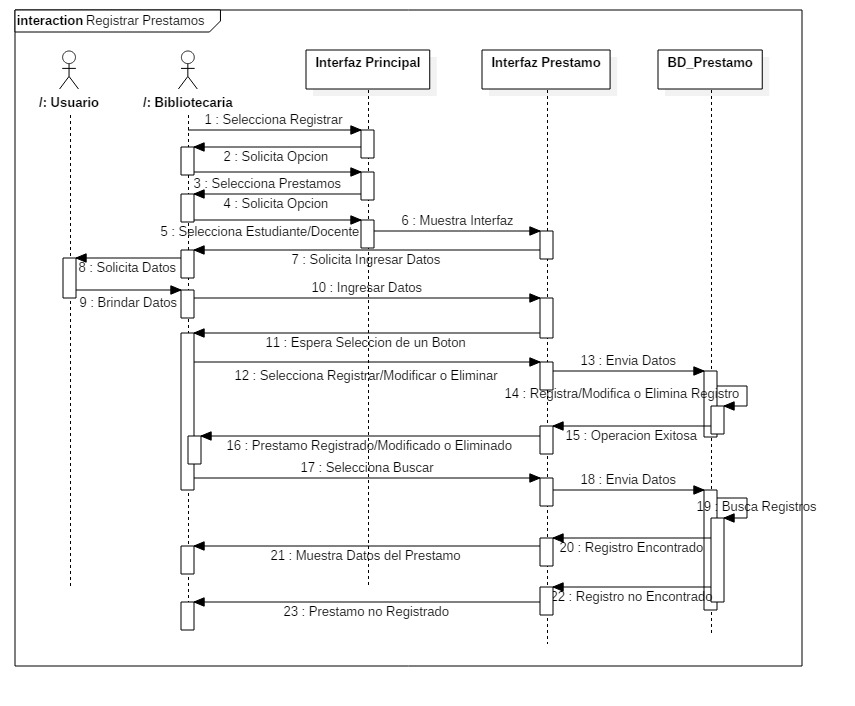 interaction Registrar Prestamos
Interfaz Principal
Interfaz Prestamo
BD_Prestamo
/: Usuario
/: Bibliotecaria
1 : Selecciona Registrar
2 : Solicita Opcion
3 : Selecciona Prestamos
4 : Solicita Opcion
5 : Selecciona Estudiante/Docente
6 : Muestra Interfaz
7 : Solicita Ingresar Datos
8 : Solicita Datos
9 : Brindar Datos
10 : Ingresar Datos
11 : Espera Seleccion de un Boton
12 : Selecciona Registrar/Modificar o Eliminar
13 : Envia Datos
14 : Registra/Modifica o Elimina Registro
15 : Operacion Exitosa
16 : Prestamo Registrado/Modificado o Eliminado
17 : Selecciona Buscar
18 : Envia Datos
19 : Busca Registros
20 : Registro Encontrado
21 : Muestra Datos del Prestamo
22 : Registro no Encontrado
23 : Prestamo no Registrado